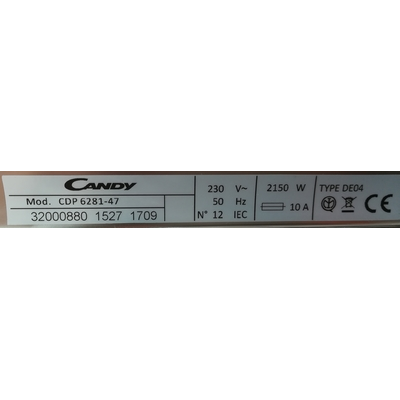 CANDY
Mod. CDP 6281-47
32000880 1527 1709
230 V~
50 Hz
N° 12 IEC
2150 W
10 A
TYPE DE04
CE